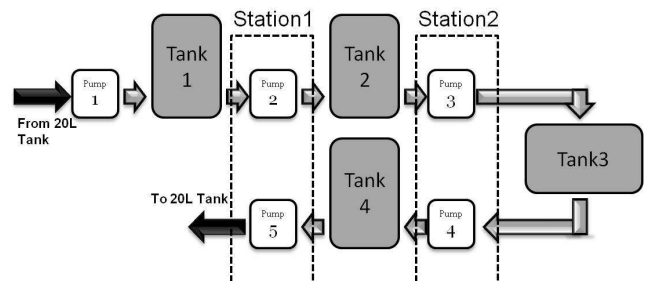 Station1
Station2
Tank
1
Tank
2
Pump
1
Pump
2
Pump
3
From 20L
Tank
Tank3
Tank
4
To 20L Tank
Pump
5
Pump
4